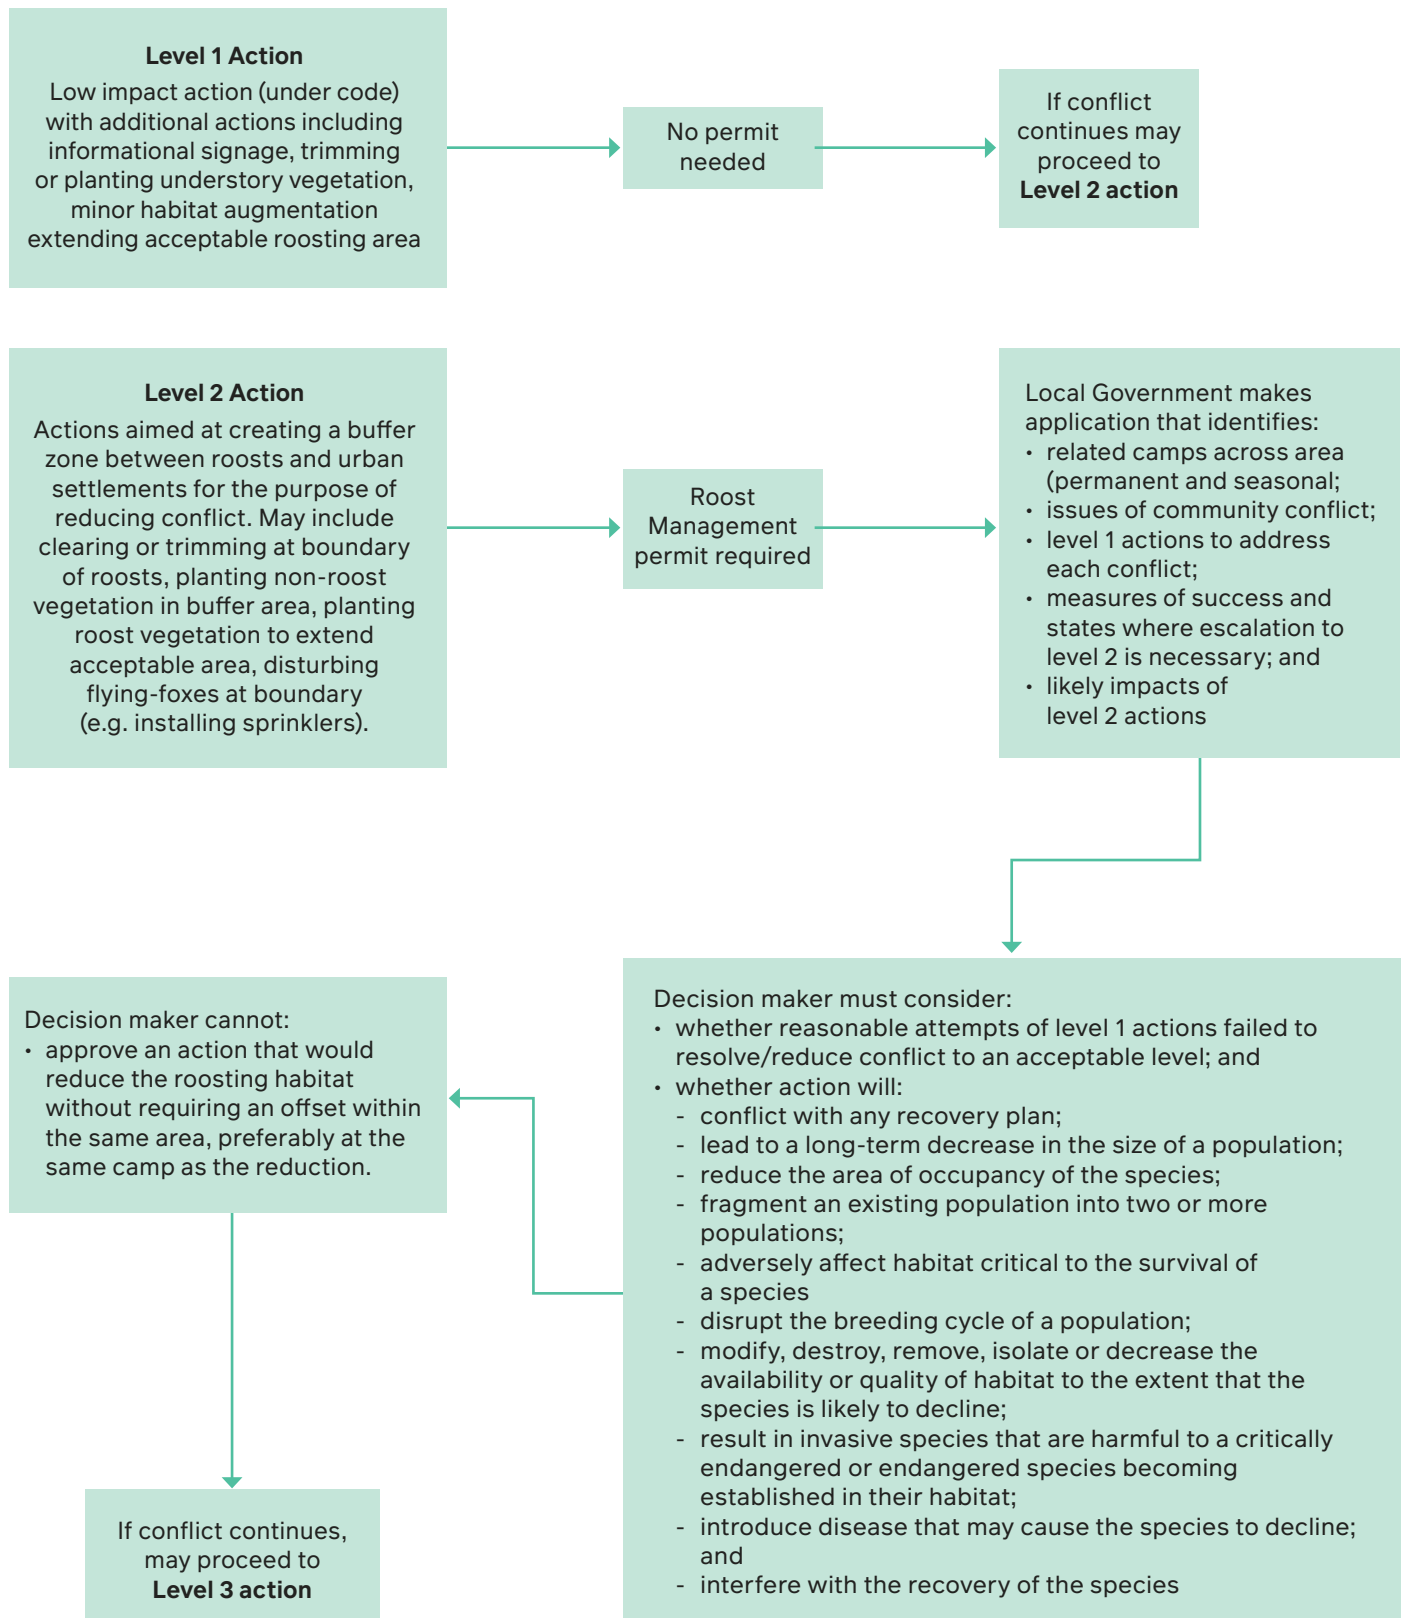 Level 1 Action
Low impact action (under code)
with additional actions including
informational signage, trimming
or planting understory vegetation,
minor habitat augmentation
extending acceptable roosting area
No permit
needed
If conflict
continues may
proceed to
Level 2 action
Level 2 Action
Actions aimed at creating a buffer
zone between roosts and urban
settlements for the purpose of
reducing conflict. May include
clearing or trimming at boundary
of roosts, planting non-roost
vegetation in buffer area, planting
roost vegetation to extend
acceptable area, disturbing
flying-foxes at boundary
(e.g. installing sprinklers).
Roost
Management
permit required
Local Government makes
application that identifies:
• related camps across area
(permanent and seasonal;
• issues of community conflict;
• level 1 actions to address
each conflict;
• measures of success and
states where escalation to
level 2 is necessary; and
• likely impacts of
level 2 actions
Decision maker must consider:
• whether reasonable attempts of level 1 actions failed to
resolve/reduce conflict to an acceptable level; and
• whether action will:
- conflict with any recovery plan;
- lead to a long-term decrease in the size of a population;
- reduce the area of occupancy of the species;
- fragment an existing population into two or more
populations;
- adversely affect habitat critical to the survival of
a species
- disrupt the breeding cycle of a population;
- modify, destroy, remove, isolate or decrease the
availability or quality of habitat to the extent that the
species is likely to decline;
- result in invasive species that are harmful to a critically
endangered or endangered species becoming
established in their habitat;
- introduce disease that may cause the species to decline;
and
- interfere with the recovery of the species
Decision maker cannot:
• approve an action that would
reduce the roosting habitat
without requiring an offset within
the same area, preferably at the
same camp as the reduction.
If conflict continues,
may proceed to
Level 3 action